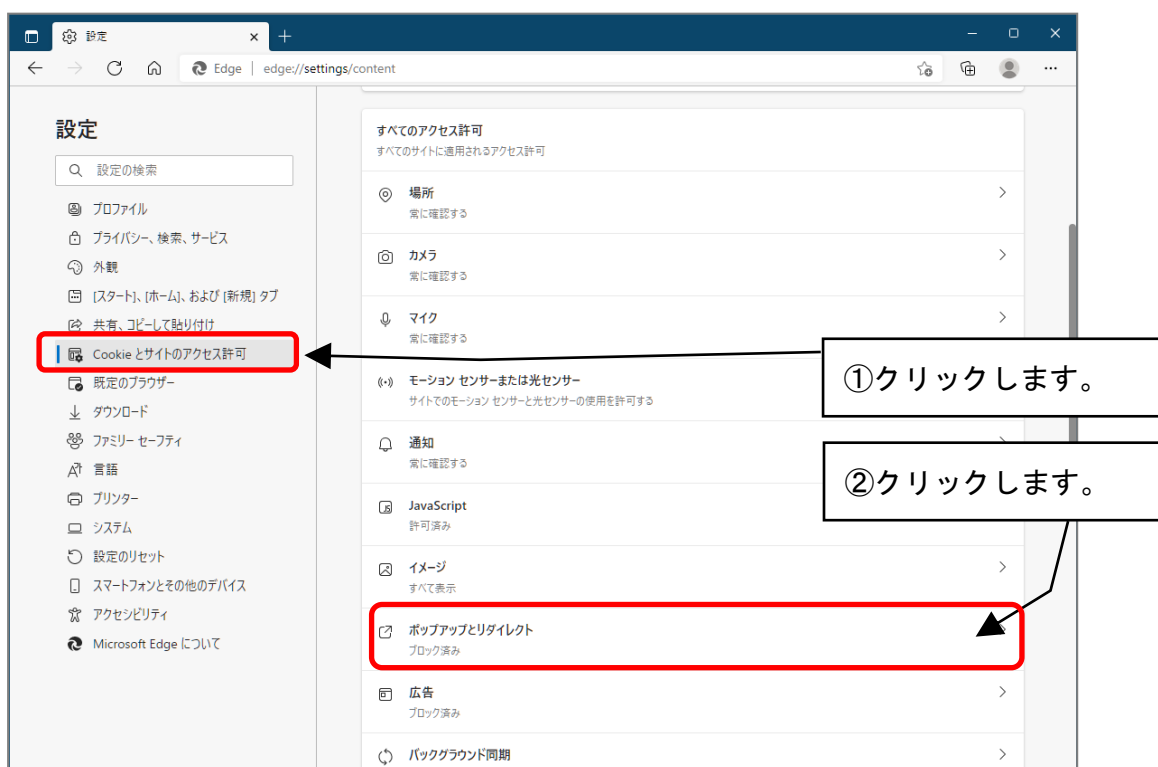 設定
Edge | edge://settings/content
設定
設定の検索
プロファイル
プライバシー、検索、サービス
外観
[スタート]、[ホーム]、および [新規] タブ
共有、コピーして貼り付け
Cookie とサイトのアクセス許可
既定のブラウザー
ダウンロード
ファミリー セーフティ
言語
プリンター
システム
設定のリセット
スマートフォンとその他のデバイス
アクセシビリティ
Microsoft Edge について
すべてのアクセス許可
すべてのサイトに適用されるアクセス許可
場所
常に確認する
カメラ
常に確認する
マイク
常に確認する
モーション センサーまたは光センサー
サイトでのモーション センサーと光センサーの使用を許可する
通知
常に確認する
JavaScript
許可済み
イメージ
すべて表示
ポップアップとリダイレクト
ブロック済み
広告
ブロック済み
バックグラウンド同期
①クリックします。
②クリックします。